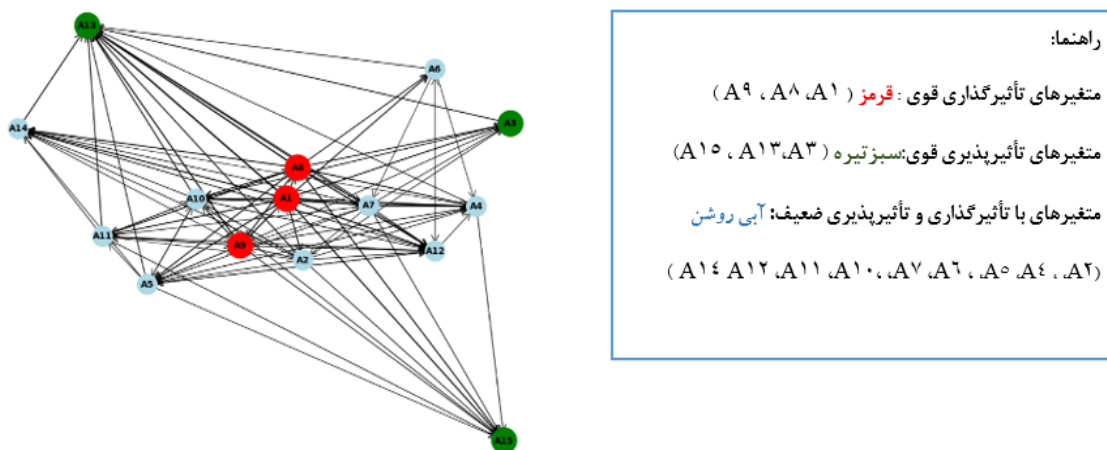 A13
A6
A3
A14
A8
A10
A1
A7
A4
A11
A9
A12
A2
A5
A15
راهنما:
متغیرهای تأثیرگذاری قوی : قرمز ( A۱، A۸ ، A۹ )
متغیرهای تأثیرپذیری قوی:سبزتیره ( A۳،A۱۳ ، A۱۵)
متغیرهای با تأثیرگذاری و تأثیرپذیری ضعیف: آبی روشن
(A۲، ، A۴، A۵ ، A۶، A۷، ،A۱۰، A۱۱، A۱۲ A۱۴ )